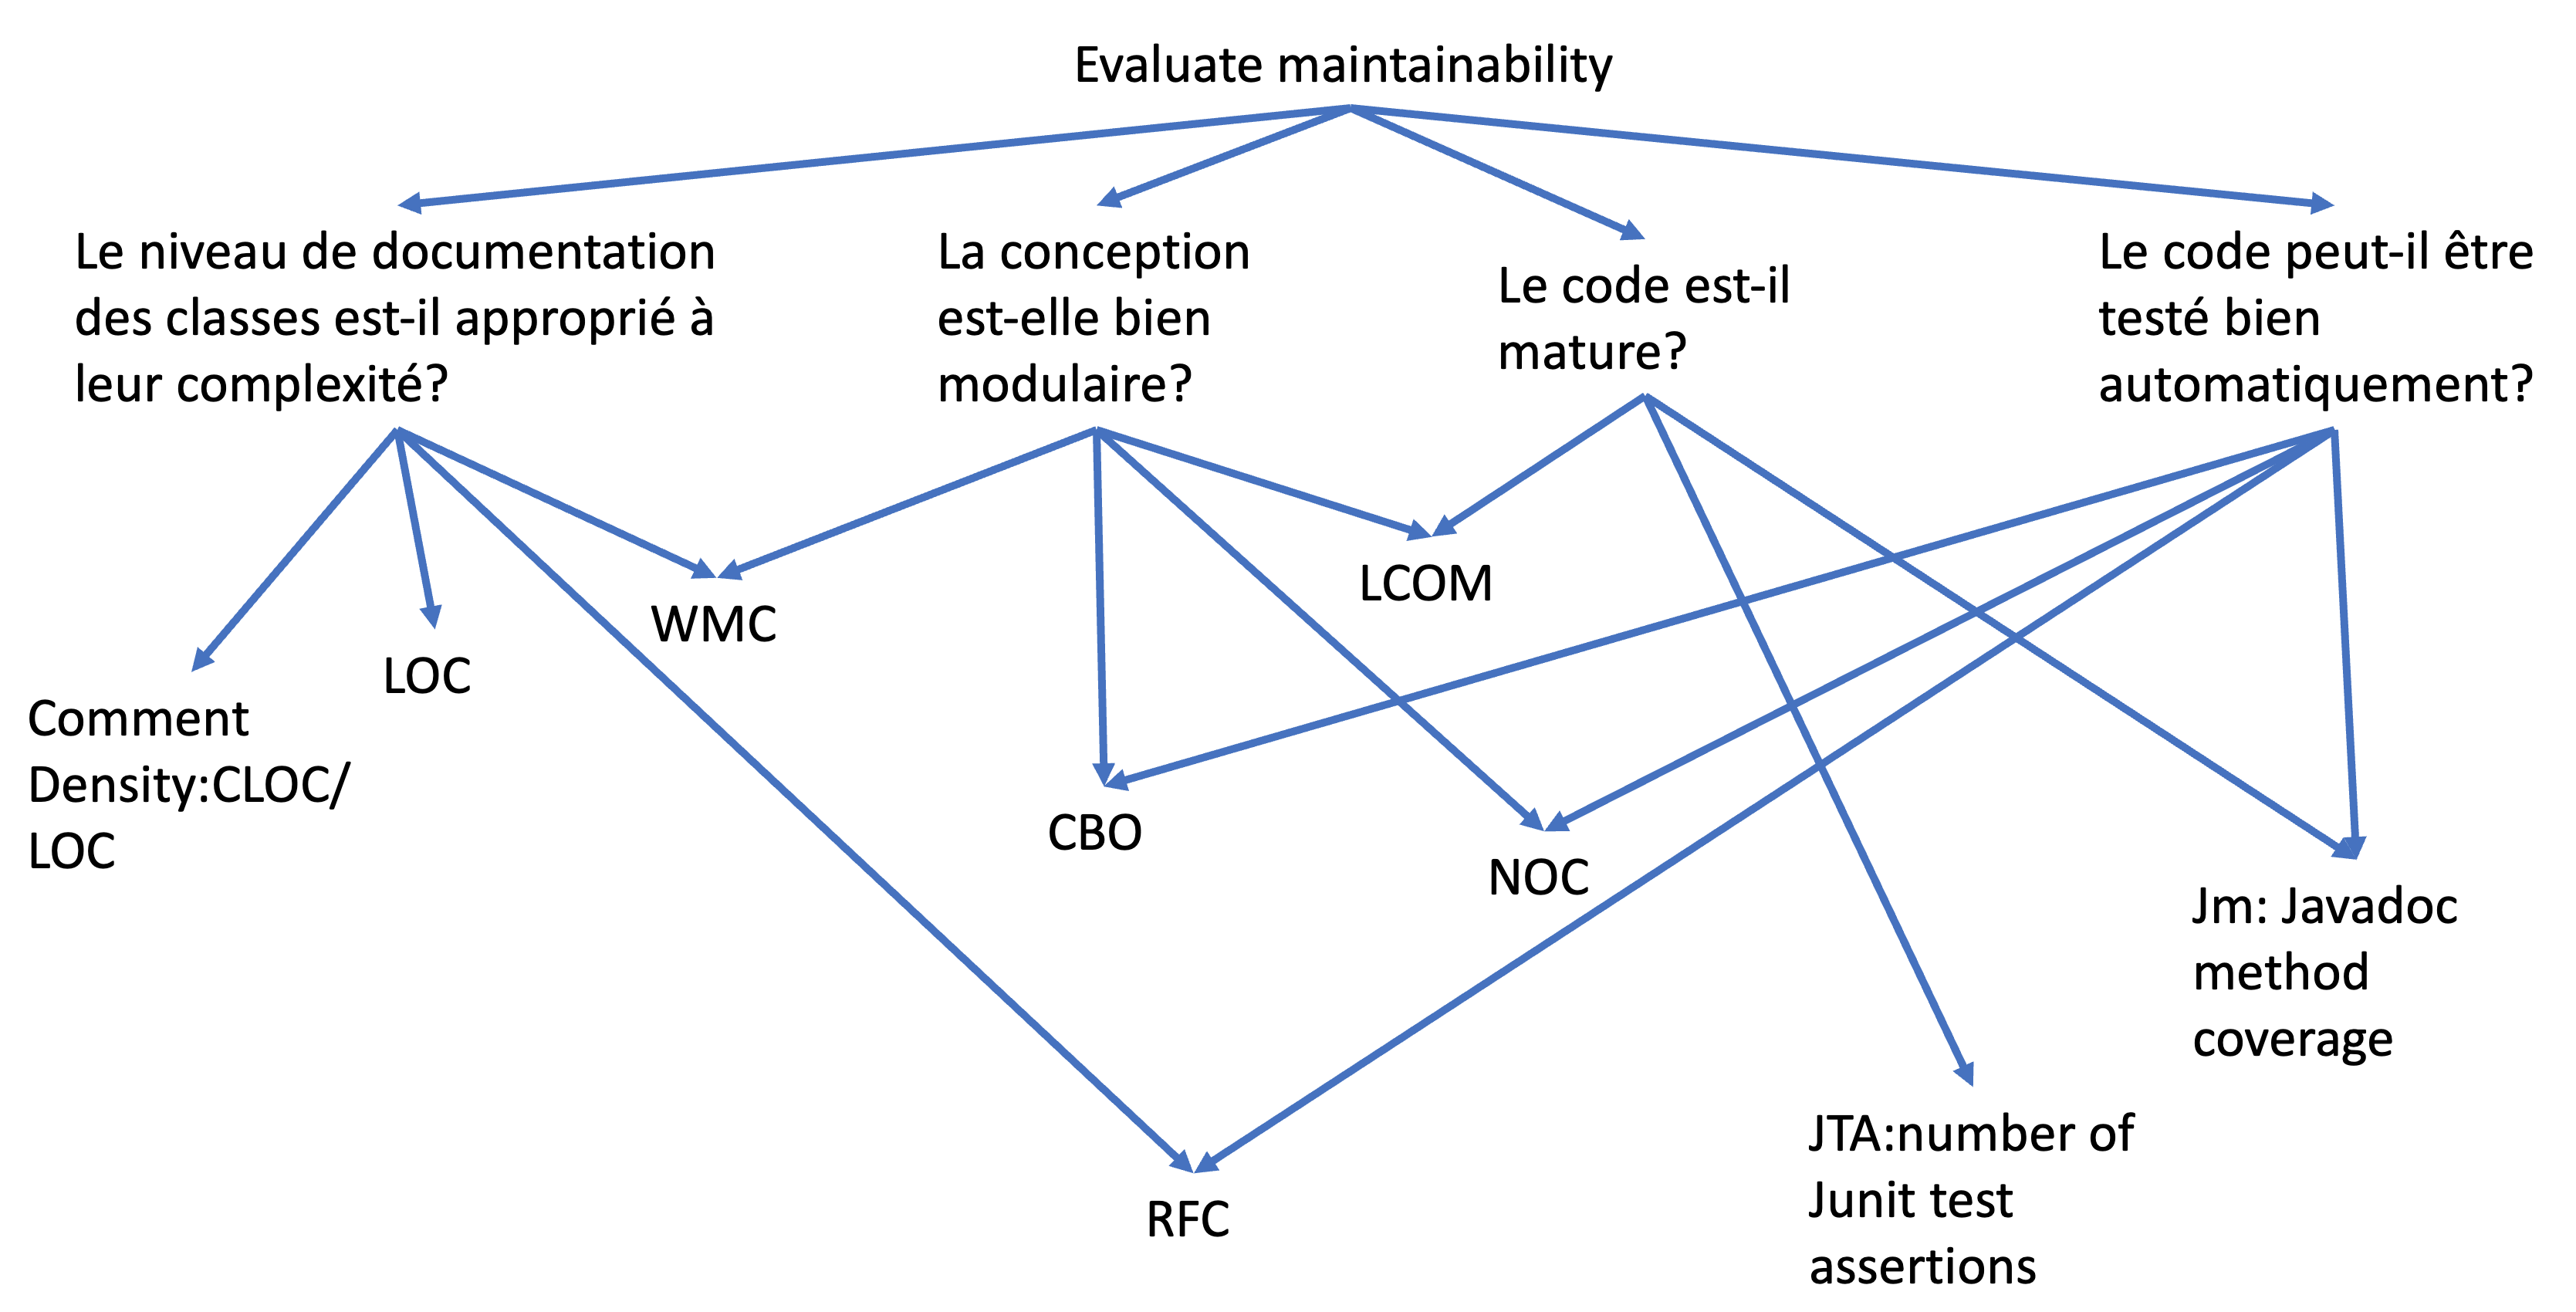 Evaluate maintainability
Le niveau de documentation
des classes est-il approprié à
leur complexité?
La conception
est-elle bien
modulaire?
Le code est-il
mature?
Le code peut-il être
testé bien
automatiquement?
Comment
Density:CLOC/
LOC
LOC
WMC
CBO
LCOM
NOC
RFC
JTA:number of
Junit test
assertions
Jm: Javadoc
method
coverage